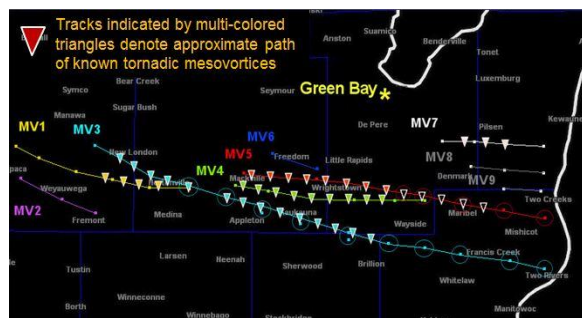 Tracks indicated by multi-colored
triangles denote approximate path
of known tornadic mesovortices
Suamico
Anston
Benderville
Tonet
Luxemburg
Bear Creek
Symco
Seymour
Green Bay
Sugar Bush
Manawa
Kewaunee
MV1
MV3
De Pere
MV7
Pilsen
MV6
New London
MV5
Freedom
Little Rapids
MV8
MV4
Mackville
Weyauwega
Wrightstown
Denmark
MV9
MV2
Two Creeks
Fremont
Medina
Appleton
Kaukauna
Wayside
Maribel
Mishicot
Larsen
Neenah
Sherwood
Brillion
Francis Creek
Tustin
Whitelaw
Two Rivers
Borth
Winneconne
Winnebago
Stockbridge
Manitowoc